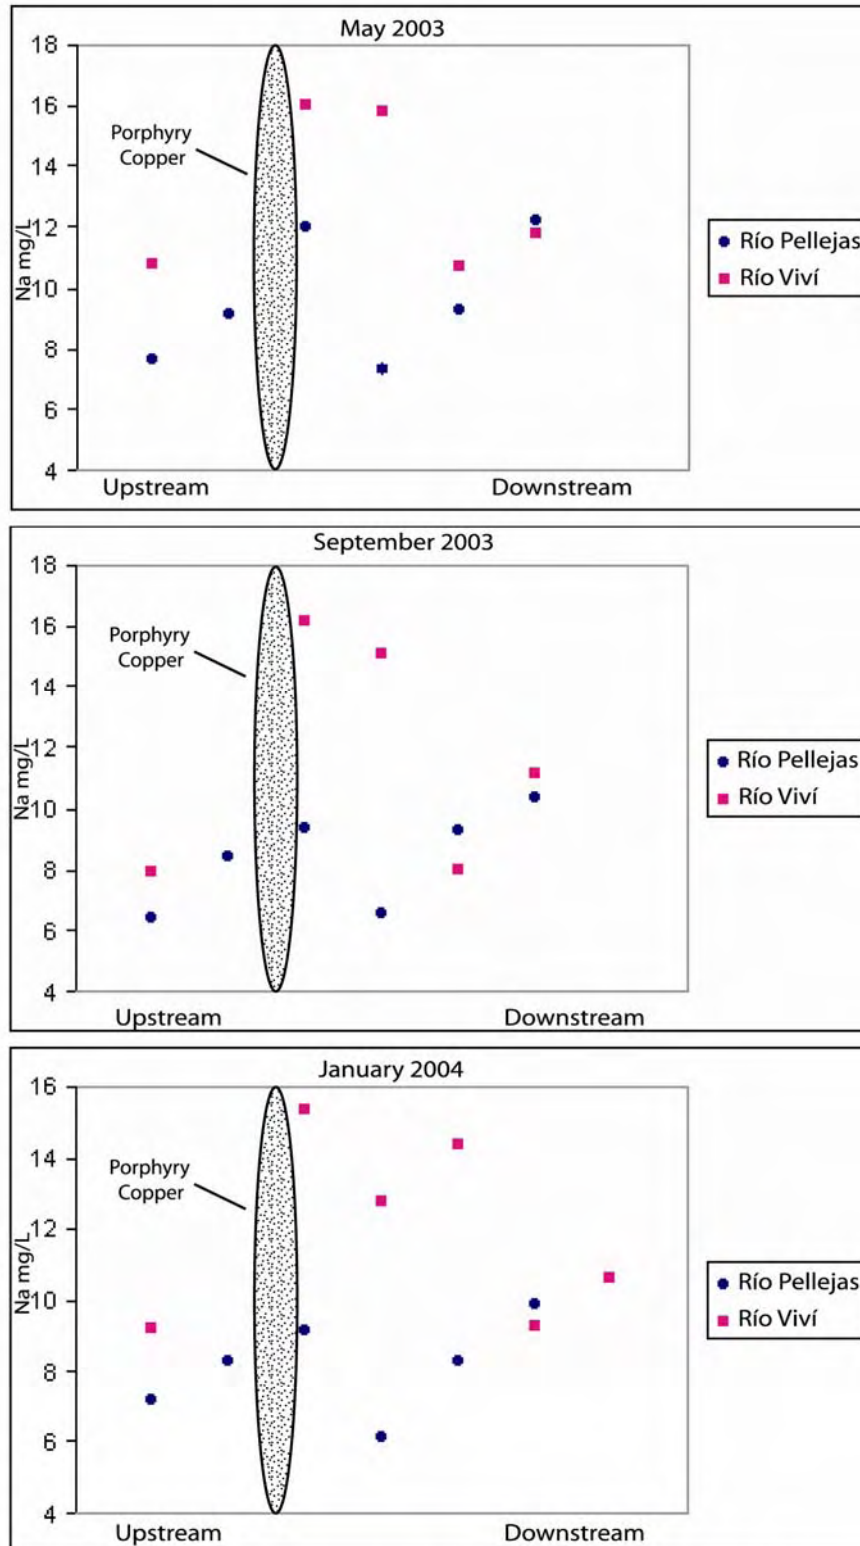 May 2003
18
16
14
12
10
8
6
4
Na mg/L
Porphyry
Copper
Upstream
Downstream
Río Pellejas
Río Viví
September 2003
18
16
14
12
10
8
6
4
Na mg/L
Porphyry
Copper
Upstream
Downstream
Río Pellejas
Río Viví
January 2004
16
14
12
10
8
6
4
Na mg/L
Porphyry
Copper
Upstream
Downstream
Río Pellejas
Río Viví